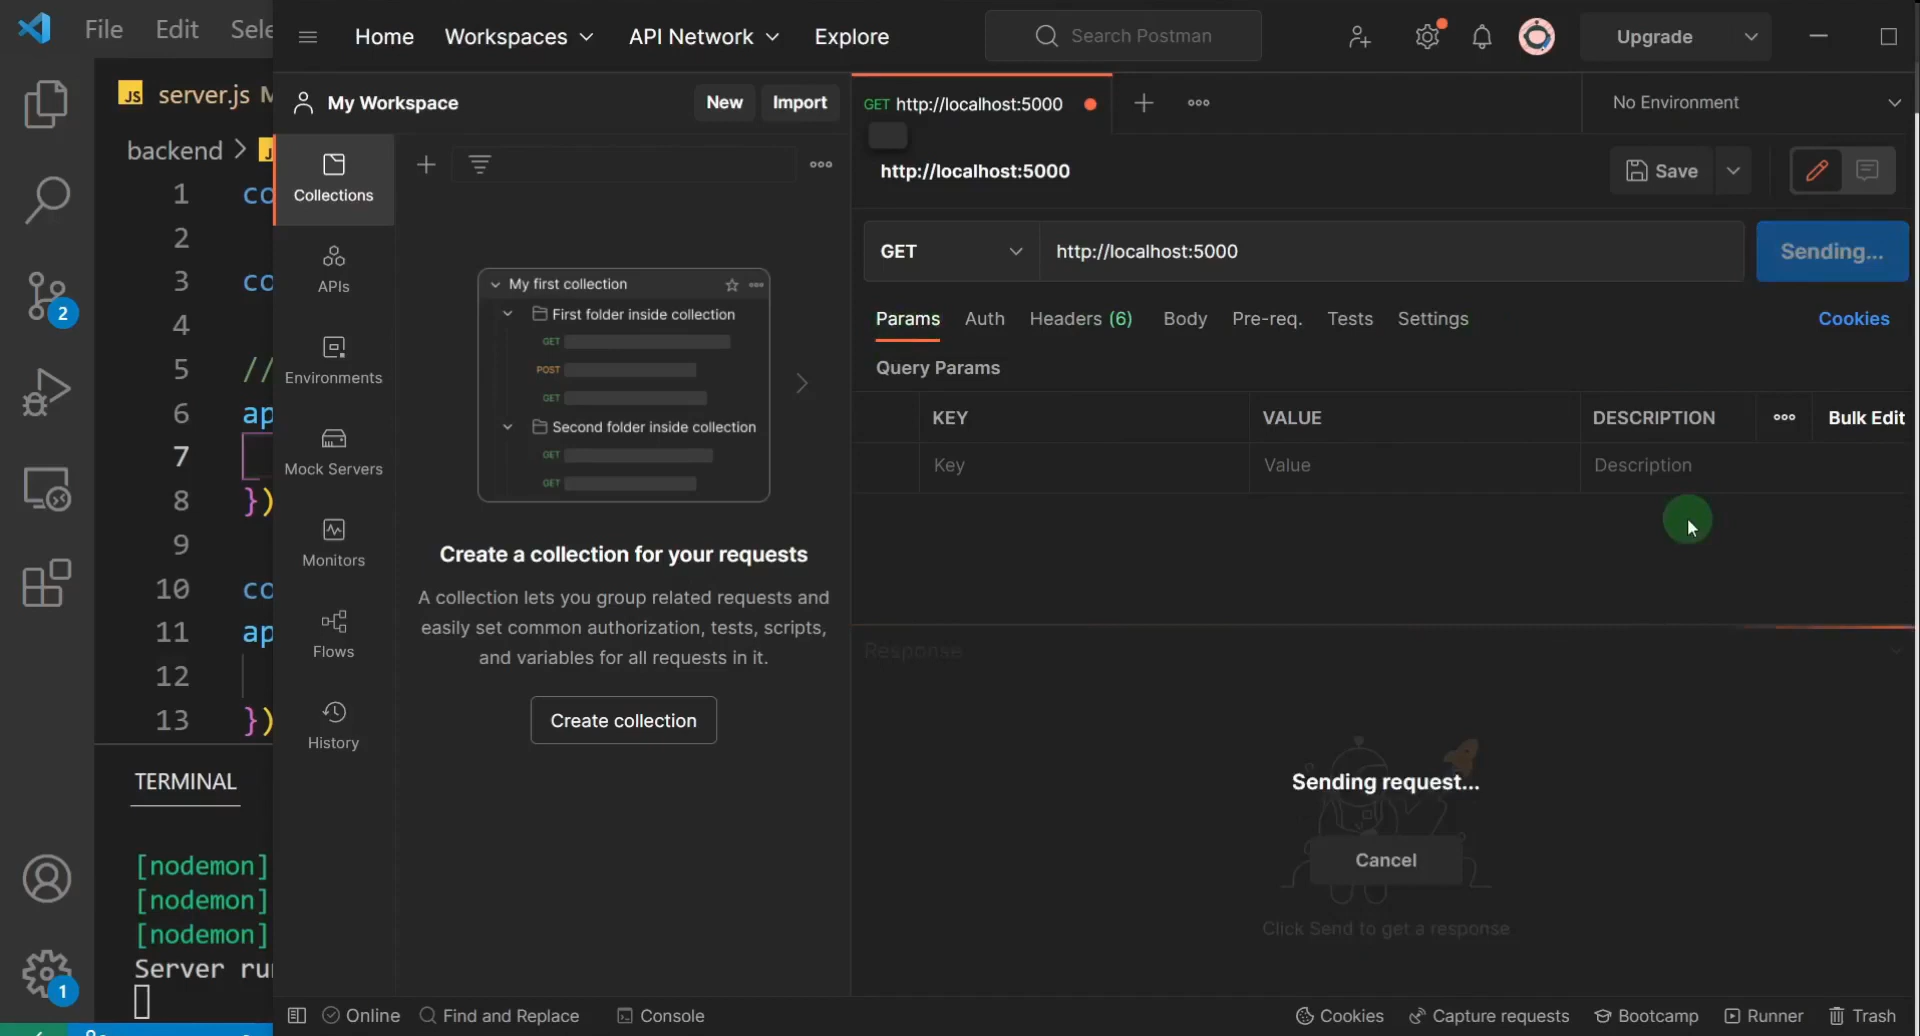 File Edit
Home Workspaces API Network Explore Search Postman Upgrade
JS server.js
My Workspace New Import GET http://localhost:5000 No Environment
backend >
http://localhost:5000 Save
Collections
APIs
Environments
Mock Servers
Monitors
Flows
History
1 co
2
3 co
4
5 //
6 ap
7
8 })
9
10 co
11 ap
12
13 })
My first collection
First folder inside collection
GET
POST
GET
Second folder inside collection
GET
GET
Create a collection for your requests
A collection lets you group related requests and
easily set common authorization, tests, scripts,
and variables for all requests in it.
Create collection
GET http://localhost:5000 Sending...
Params Auth Headers (6) Body Pre-req. Tests Settings Cookies
Query Params
KEY VALUE DESCRIPTION Bulk Edit
Key Value Description
Response
Sending request...
Cancel
Click Send to get a response
2
TERMINAL
[nodemon]
[nodemon]
[nodemon]
Server
1
Online Find and Replace Console Cookies Capture requests Bootcamp Runner Trash